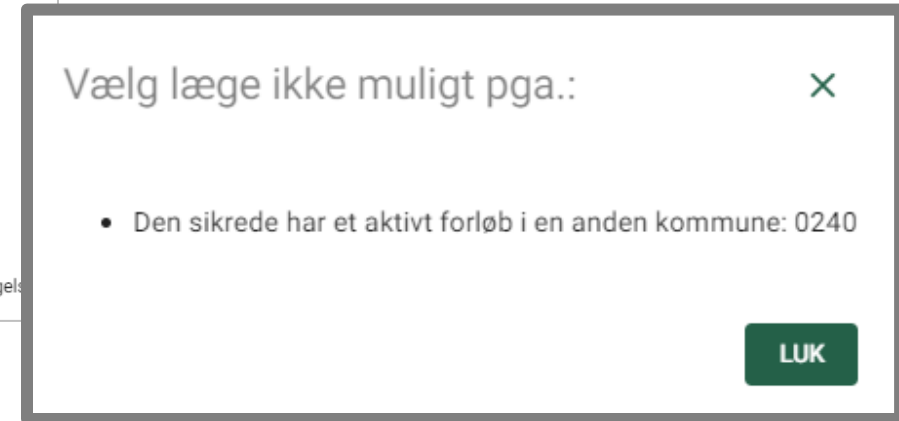 Vælg læge ikke muligt pga.:
• Den sikrede har et aktivt forløb i en anden kommune: 0240
LUK